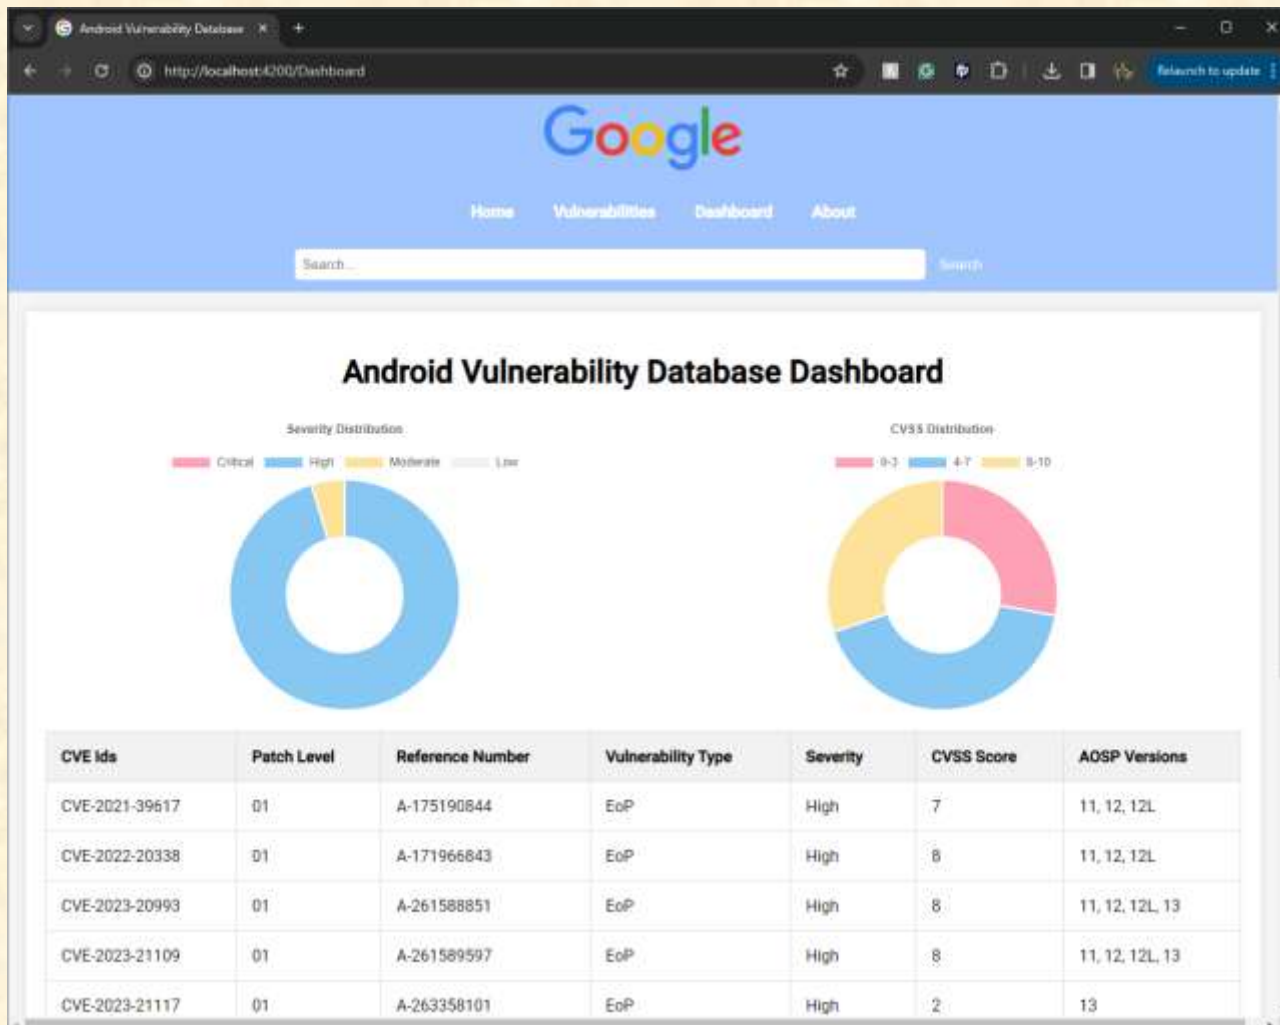 Android Vulnerability Database
http://localhost:4200/Dashboard
Relaunch to update
Google
Home Vulnerabilities Dashboard About
Search...
Search
Android Vulnerability Database Dashboard
Severity Distribution
Critical High Moderate Low
CVSS Distribution
0-3 4-7 8-10
CVE Ids Patch Level Reference Number Vulnerability Type Severity CVSS Score AOSP Versions
CVE-2021-39617 01 A-175190844 EoP High 7 11, 12, 12L
CVE-2022-20338 01 A-171966843 EoP High 8 11, 12, 12L
CVE-2023-20993 01 A-261588851 EoP High 8 11, 12, 12L, 13
CVE-2023-21109 01 A-261589597 EoP High 8 11, 12, 12L, 13
CVE-2023-21117 01 A-263358101 EoP High 2 13